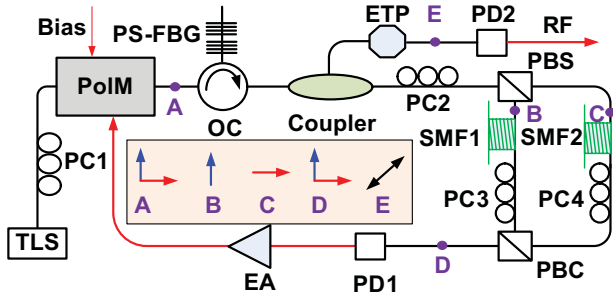 ETP
E
PD2
Bias
PS-FBG
RF
PolM
PBS
A
PC2
B
C
OC
Coupler
SMF1
SMF2
PC1
PC3
PC4
A
B
C
D
E
TLS
D
EA
PD1
PBC